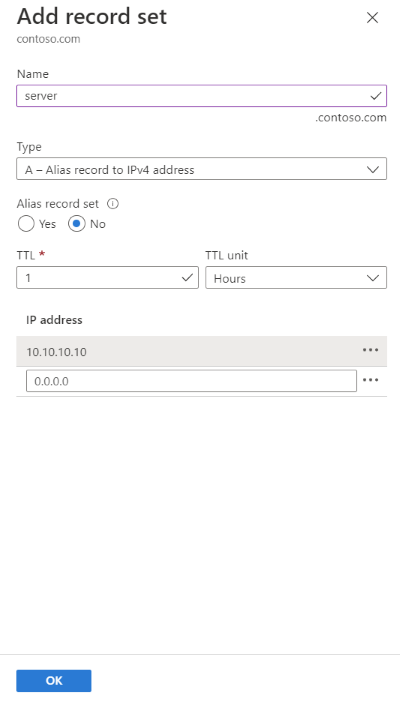 Add record set
contoso.com
Name
server
.contoso.com
Type
A – Alias record to IPv4 address
Alias record set
Yes No
TTL * TTL unit
1 Hours
IP address
10.10.10.10
0.0.0.0
OK